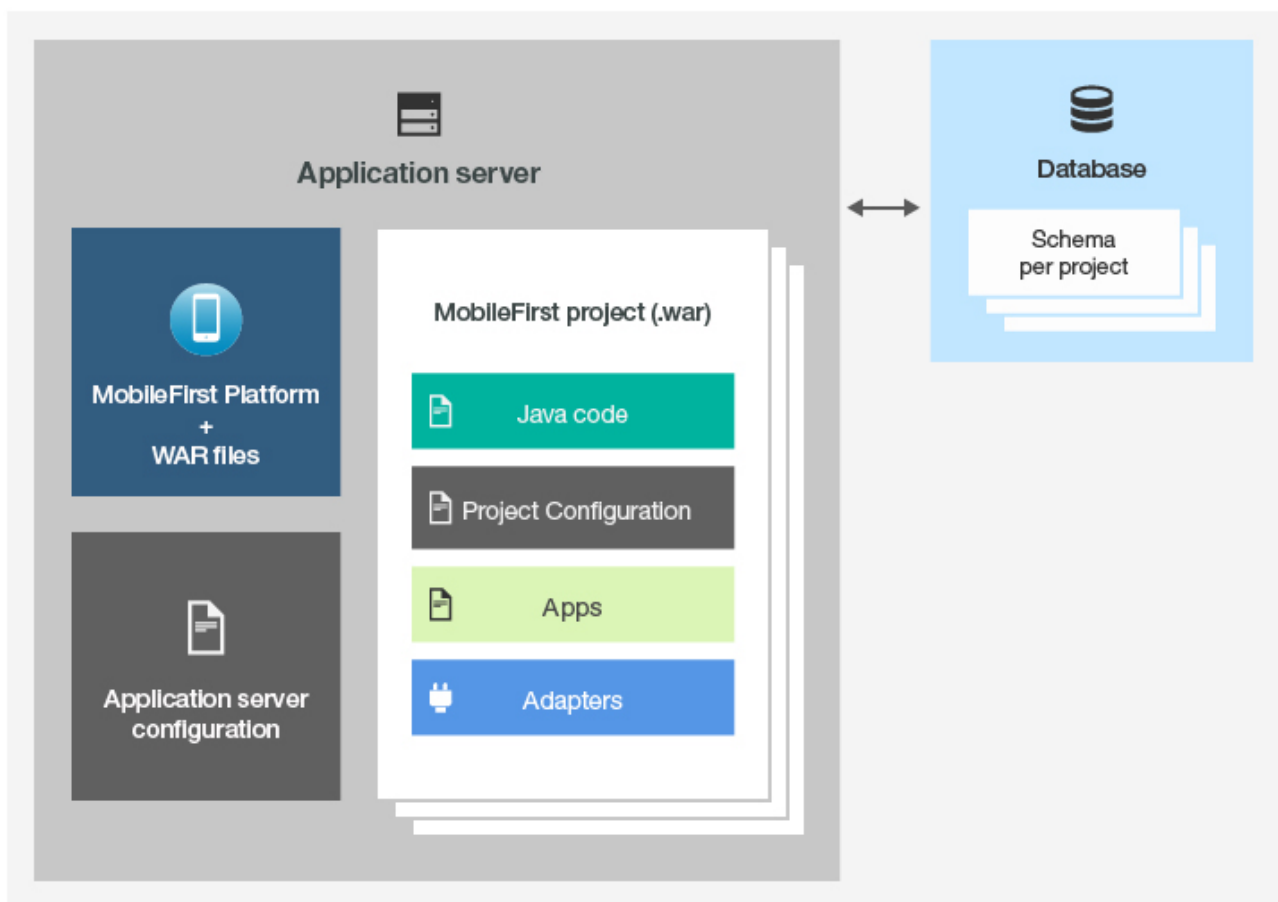 Application server
MobileFirst Platform
+
WAR files
Application server
configuration
MobileFirst project (.war)
Java code
Project Configuration
Apps
Adapters
Database
Schema
per project